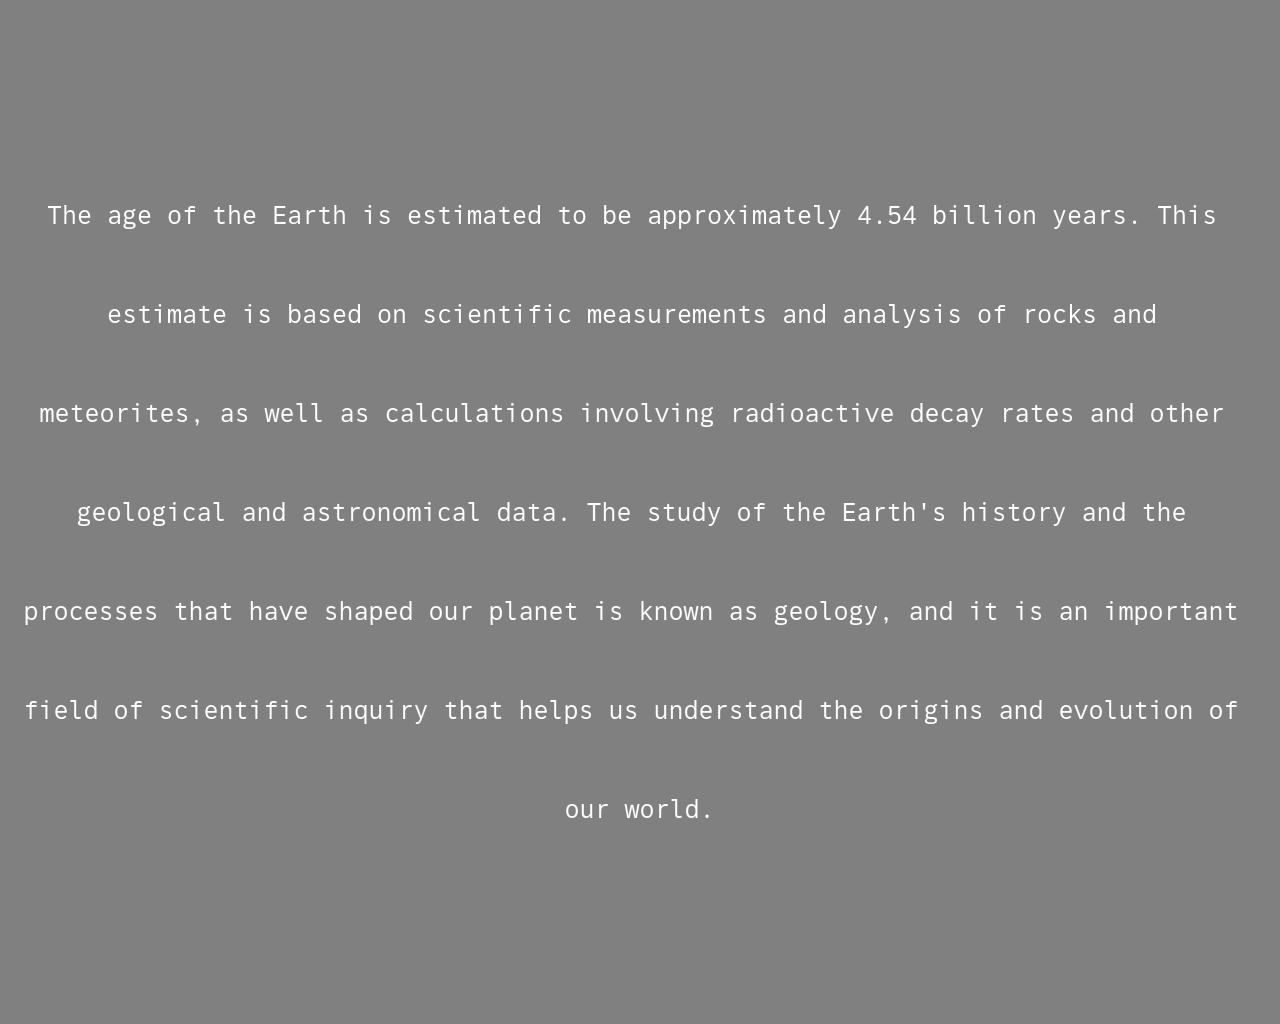 The age of the Earth is estimated to be approximately 4.54 billion years. This
estimate is based on scientific measurements and analysis of rocks and
meteorites, as well as calculations involving radioactive decay rates and other
geological and astronomical data. The study of the Earth's history and the
processes that have shaped our planet is known as geology, and it is an important
field of scientific inquiry that helps us understand the origins and evolution of
our world.